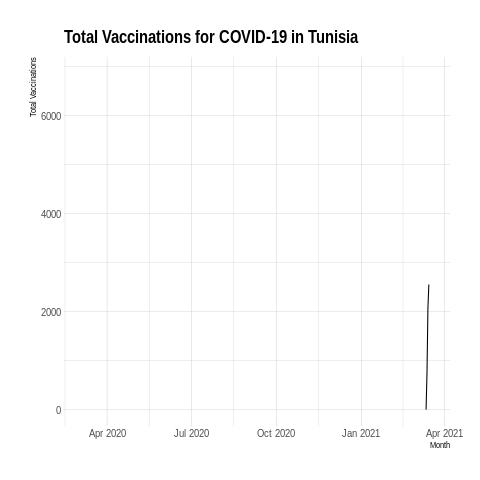 Total Vaccinations for COVID-19 in Tunisia
Total Vaccinations
6000
4000
2000
0
Apr 2020 Jul 2020 Oct 2020 Jan 2021 Apr 2021
Month